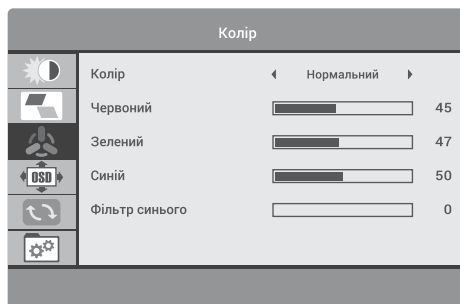 Колір
Колір Нормальний
Червоний 45
Зелений 47
Синій 50
Фільтр синього 0
OSD